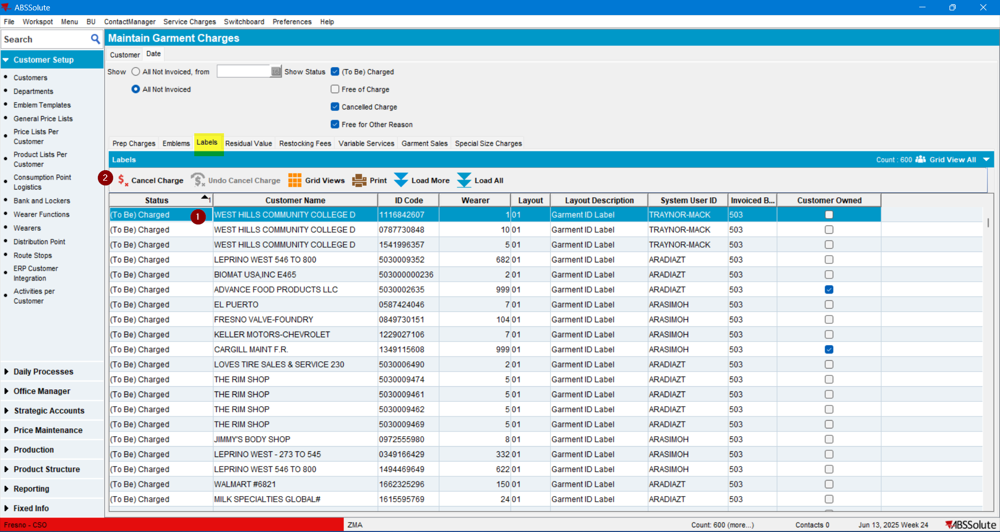 ABSSolute
File Workspot Menu BU ContactManager Service Charges Switchboard Preferences Help
Search
Maintain Garment Charges
Customer Setup
Customers
Departments
Emblem Templates
General Price Lists
Price Lists Per
Customer
Product Lists Per
Customer
Consumption Point
Logistics
Bank and Lockers
Wearer Functions
Wearers
Distribution Point
Route Stops
ERP Customer
Integration
Activities per
Customer
Daily Processes
Office Manager
Strategic Accounts
Price Maintenance
Production
Product Structure
Reporting
Fixed Info
Customer Date
Show All Not Invoiced, from 16 Show Status (To Be) Charged
All Not Invoiced Free of Charge
Cancelled Charge
Free for Other Reason
Prep Charges Emblems Labels Residual Value Restocking Fees Variable Services Garment Sales Special Size Charges
Labels Count : 600 Grid View All
2 Cancel Charge Undo Cancel Charge Grid Views Print Load More Load All
Status 1 Customer Name ID Code Wearer Layout Layout Description System User ID Invoiced B... Customer Owned
(To Be) Charged 1 WEST HILLS COMMUNITY COLLEGE D 1116842607 1 01 Garment ID Label TRAYNOR-MACK 503
(To Be) Charged WEST HILLS COMMUNITY COLLEGE D 0787730848 10 01 Garment ID Label TRAYNOR-MACK 503
(To Be) Charged WEST HILLS COMMUNITY COLLEGE D 1541996357 5 01 Garment ID Label TRAYNOR-MACK 503
(To Be) Charged LEPRINO WEST 546 TO 800 5030009352 682 01 Garment ID Label ARADIAZT 503
(To Be) Charged BIOMAT USA,INC E465 503000000236 2 01 Garment ID Label ARADIAZT 503
(To Be) Charged ADVANCE FOOD PRODUCTS LLC 5030002635 999 01 Garment ID Label ARADIAZT 503
(To Be) Charged EL PUERTO 0587424046 7 01 Garment ID Label ARASIMOH 503
(To Be) Charged FRESNO VALVE-FOUNDRY 0849730151 104 01 Garment ID Label ARASIMOH 503
(To Be) Charged KELLER MOTORS-CHEVROLET 1229027106 7 01 Garment ID Label ARASIMOH 503
(To Be) Charged CARGILL MAINT F.R. 1349115608 999 01 Garment ID Label ARASIMOH 503
(To Be) Charged LOVES TIRE SALES & SERVICE 230 5030006490 2 01 Garment ID Label ARADIAZT 503
(To Be) Charged THE RIM SHOP 5030009474 5 01 Garment ID Label ARADIAZT 503
(To Be) Charged THE RIM SHOP 5030009461 5 01 Garment ID Label ARADIAZT 503
(To Be) Charged THE RIM SHOP 5030009462 5 01 Garment ID Label ARADIAZT 503
(To Be) Charged THE RIM SHOP 5030009469 5 01 Garment ID Label ARADIAZT 503
(To Be) Charged JIMMY'S BODY SHOP 0972555980 8 01 Garment ID Label ARASIMOH 503
(To Be) Charged LEPRINO WEST - 273 TO 545 0349166429 332 01 Garment ID Label ARASIMOH 503
(To Be) Charged LEPRINO WEST 546 TO 800 1494469649 622 01 Garment ID Label ARASIMOH 503
(To Be) Charged WALMART #6821 1662325296 150 01 Garment ID Label ARADIAZT 503
(To Be) Charged MILK SPECIALTIES GLOBAL# 1615595769 24 01 Garment ID Label ARADIAZT 503
Fresno - CSO ZMA Count: 600 (more...) Contacts 0 Jun 13, 2025 Week 24 ABSSolute